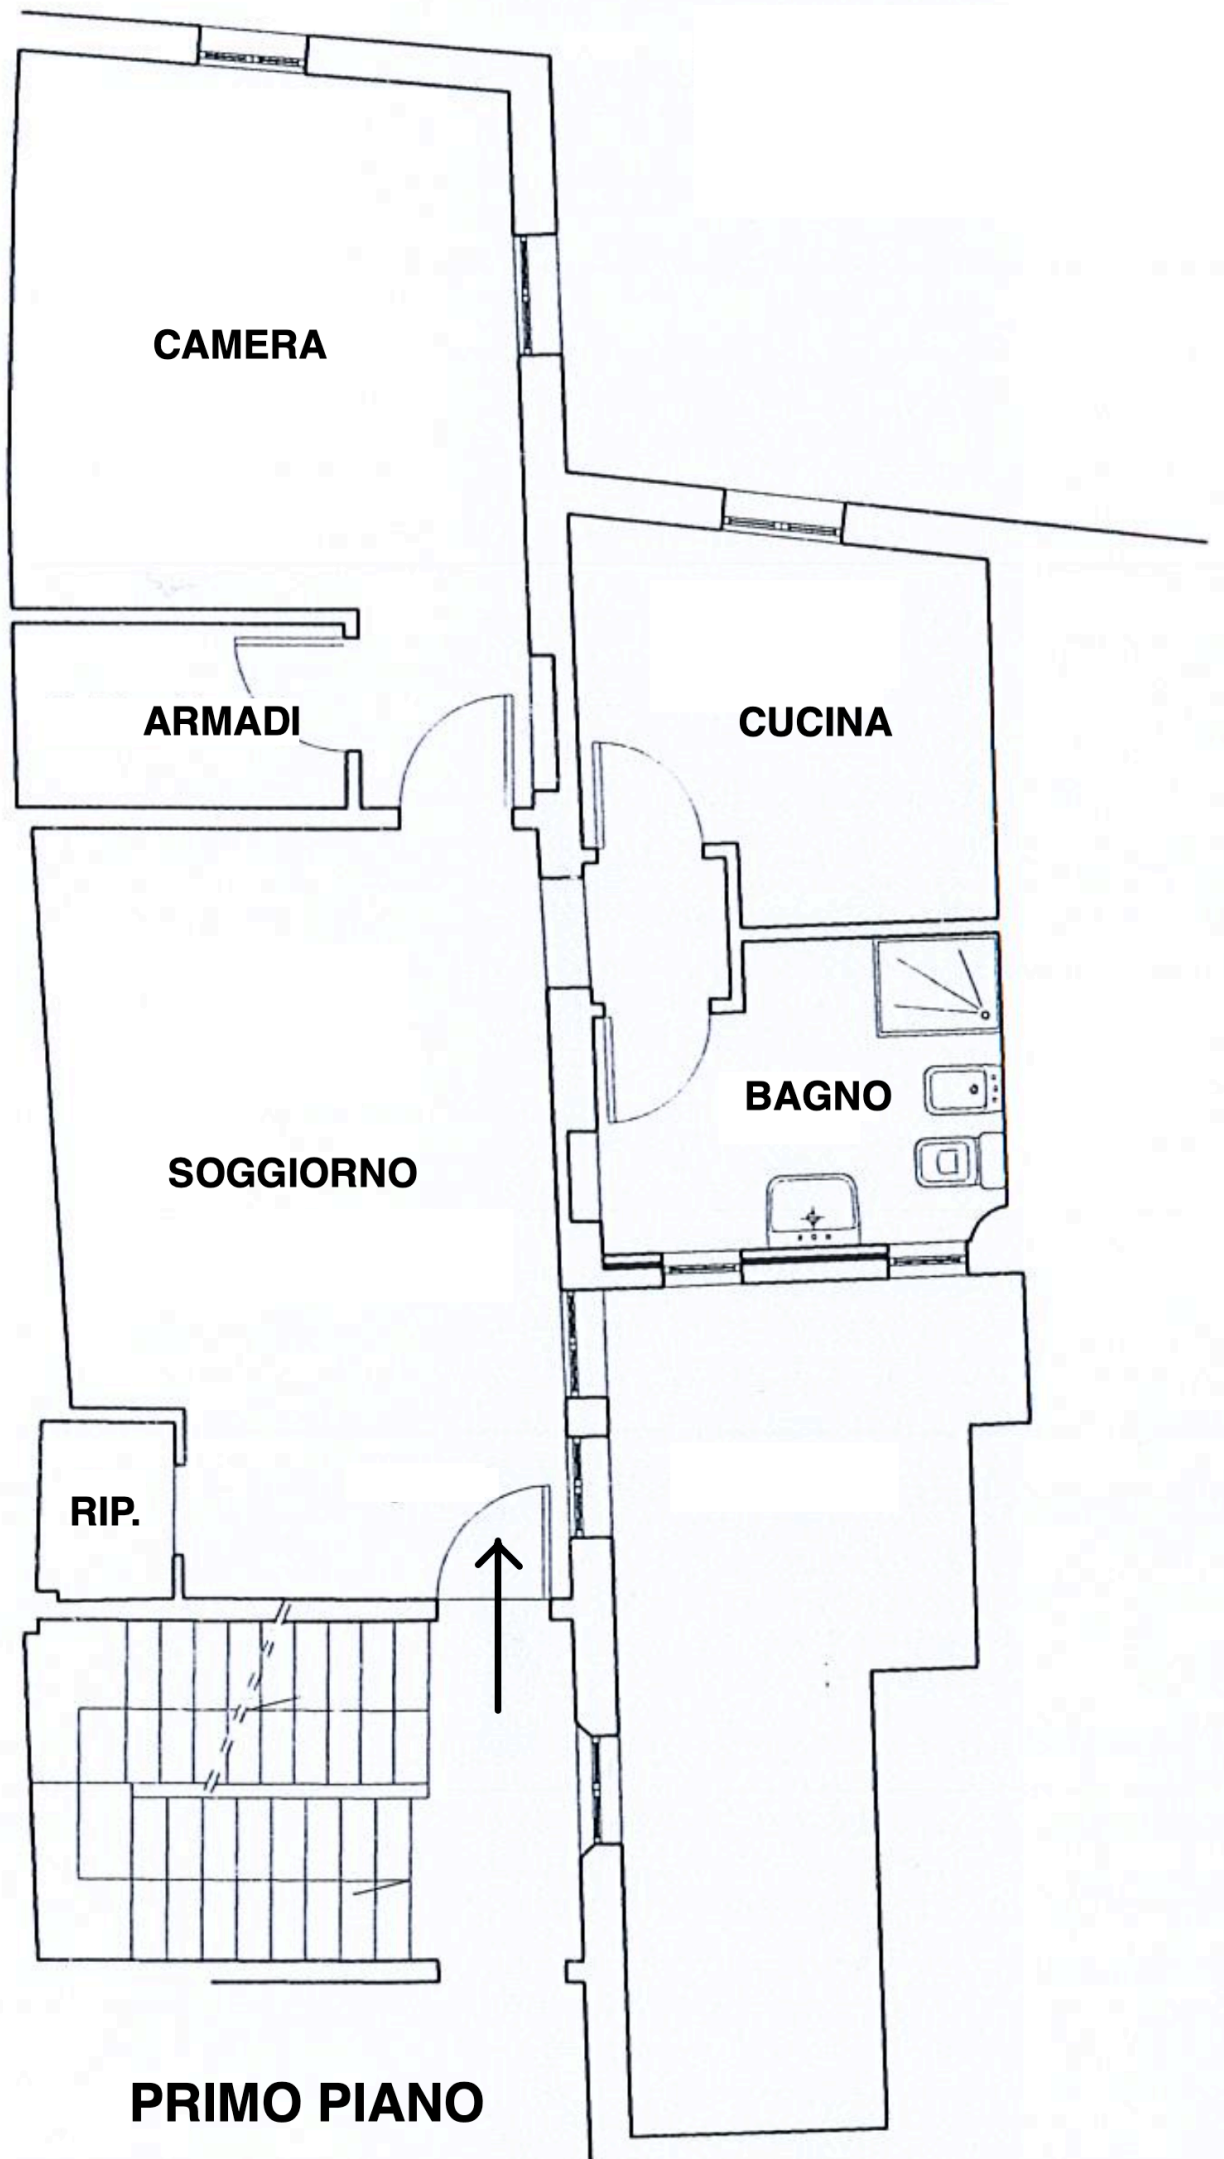 CAMERA
ARMADI
CUCINA
BAGNO
SOGGIORNO
RIP.
PRIMO PIANO